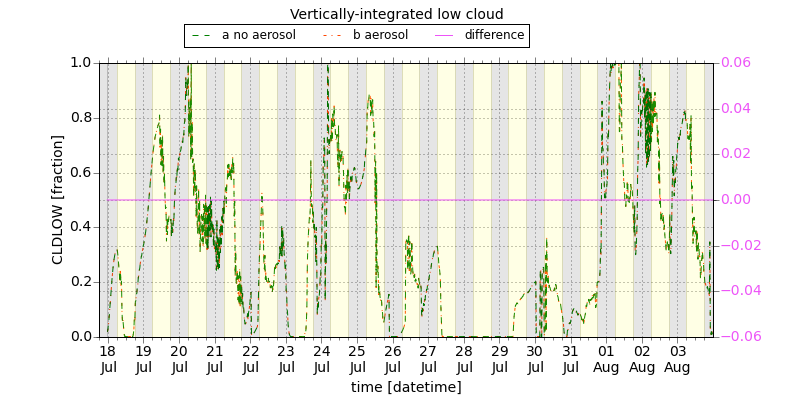 Vertically-integrated low cloud
a no aerosol b aerosol difference
1.0 0.06
0.04
0.8
0.02
0.6
0.00
0.4
−0.02
0.2
−0.04
0.0 −0.06
CLDLOW [fraction]
18 19 20 21 22 23 24 25 26 27 28 29 30 31 01 02 03
Jul Jul Jul Jul Jul Jul Jul Jul Jul Jul Jul Jul Jul Jul Aug Aug Aug
time [datetime]